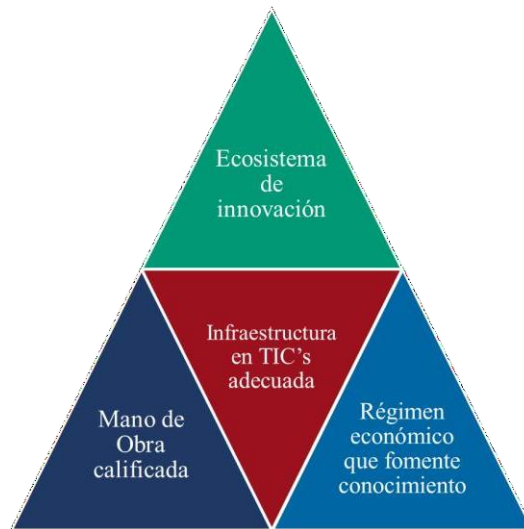 Ecosistema
de
innovación
Infraestructura
en TIC's
adecuada
Mano de
Obra
calificada
Régimen
económico
que fomente
conocimiento